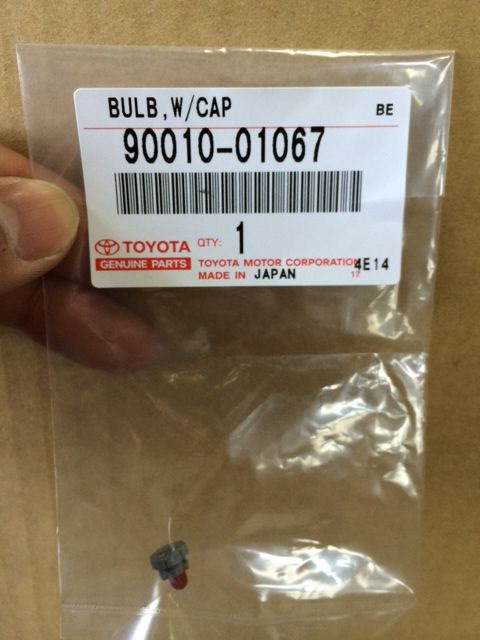 BULB, W/CAP BE
90010-01067
TOYOTA QTY: 1
GENUINE PARTS TOYOTA MOTOR CORPORATION 4E14
MADE IN JAPAN 17